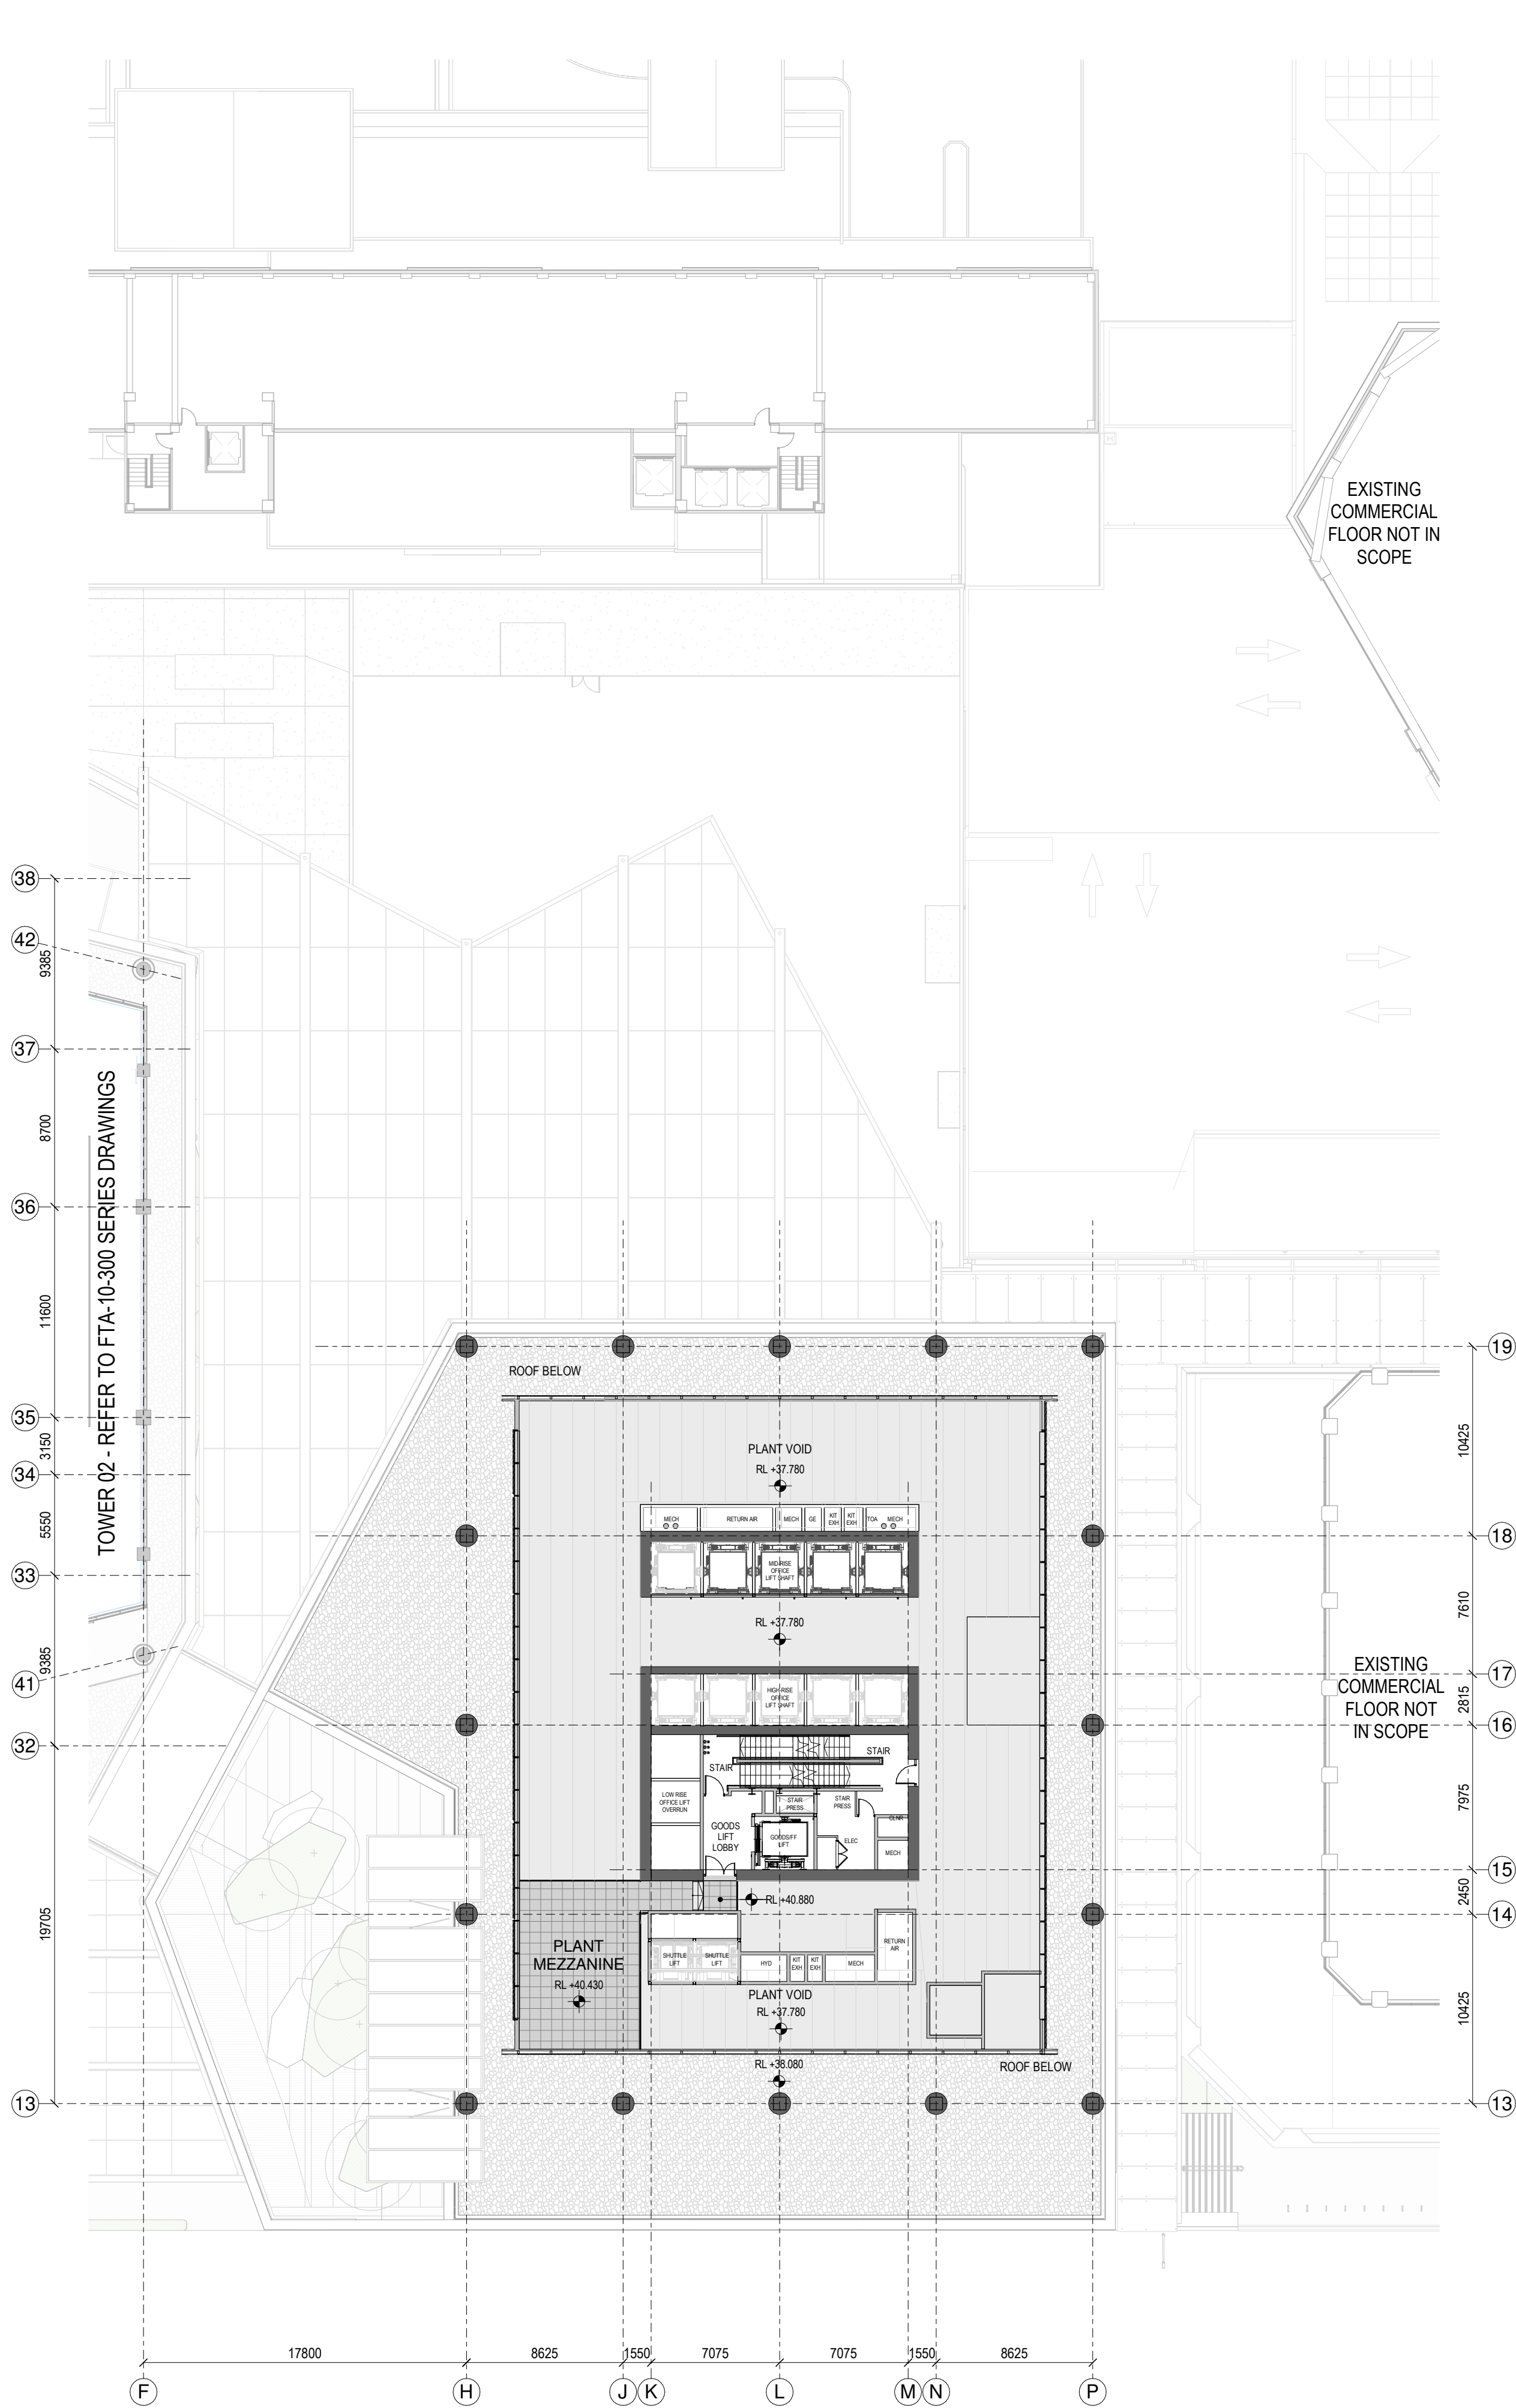 EXISTING
COMMERCIAL
FLOOR NOT IN
SCOPE
38
42
9385
37
8700
36
11600
35
3150
34
5550
33
9385
41
32
19705
13
TOWER 02 - REFER TO FTA-10-300 SERIES DRAWINGS
19
10425
18
7610
17
2815
16
7975
15
2450
14
10425
13
EXISTING
COMMERCIAL
FLOOR NOT
IN SCOPE
ROOF BELOW
PLANT VOID
RL +37.780
MECH
RETURN AIR
MECH
GE
KIT
EXH
KIT
EXH
TOA
MECH
MID-RISE
OFFICE
LIFT SHAFT
RL +37.780
HIGH-RISE
OFFICE
LIFT SHAFT
STAIR
STAIR
LOW RISE
OFFICE LIFT
OVERRUN
STAIR
PRESS
STAIR
PRESS
GOODS
LIFT
LOBBY
GOODS/FF
LIFT
ELEC
CLNR
MECH
RL +40.880
PLANT
MEZZANINE
RL +40.430
SHUTTLE
LIFT
SHUTTLE
LIFT
HYD
KIT
EXH
KIT
EXH
MECH
RETURN
AIR
PLANT VOID
RL +37.780
RL +38.080
ROOF BELOW
17800
8625
1550
7075
7075
1550
8625
F
H
J
K
L
M
N
P